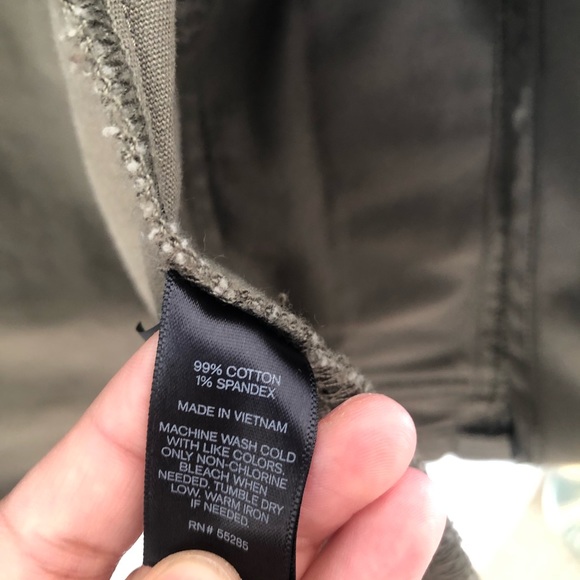 99% COTTON
1% SPANDEX
MADE IN VIETNAM
MACHINE WASH COLD
WITH LIKE COLORS,
ONLY NON-CHLORINE
BLEACH WHEN
NEEDED, TUMBLE DRY
LOW, WARM IRON
IF NEEDED.
RN# 55285